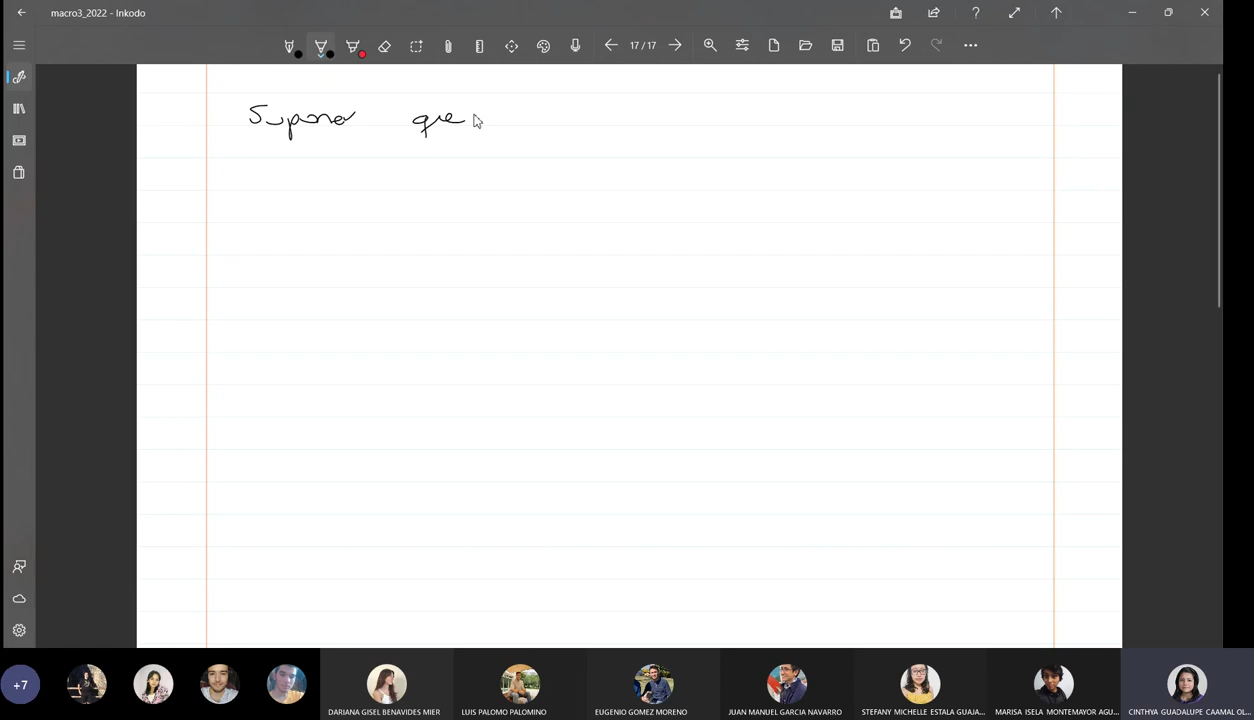 macro3_2022 - Inkodo
17/17
Suponer que
+7
DARIANA GISEL BENAVIDES MIER
LUIS PALOMO PALOMINO
EUGENIO GOMEZ MORENO
JUAN MANUEL GARCIA NAVARRO
STEFANY MICHELLE ESTALA GUAJA...
MARISA ISELA MONTEMAYOR AGU...
CINTHYA GUADALUPE CAAMAL OL...